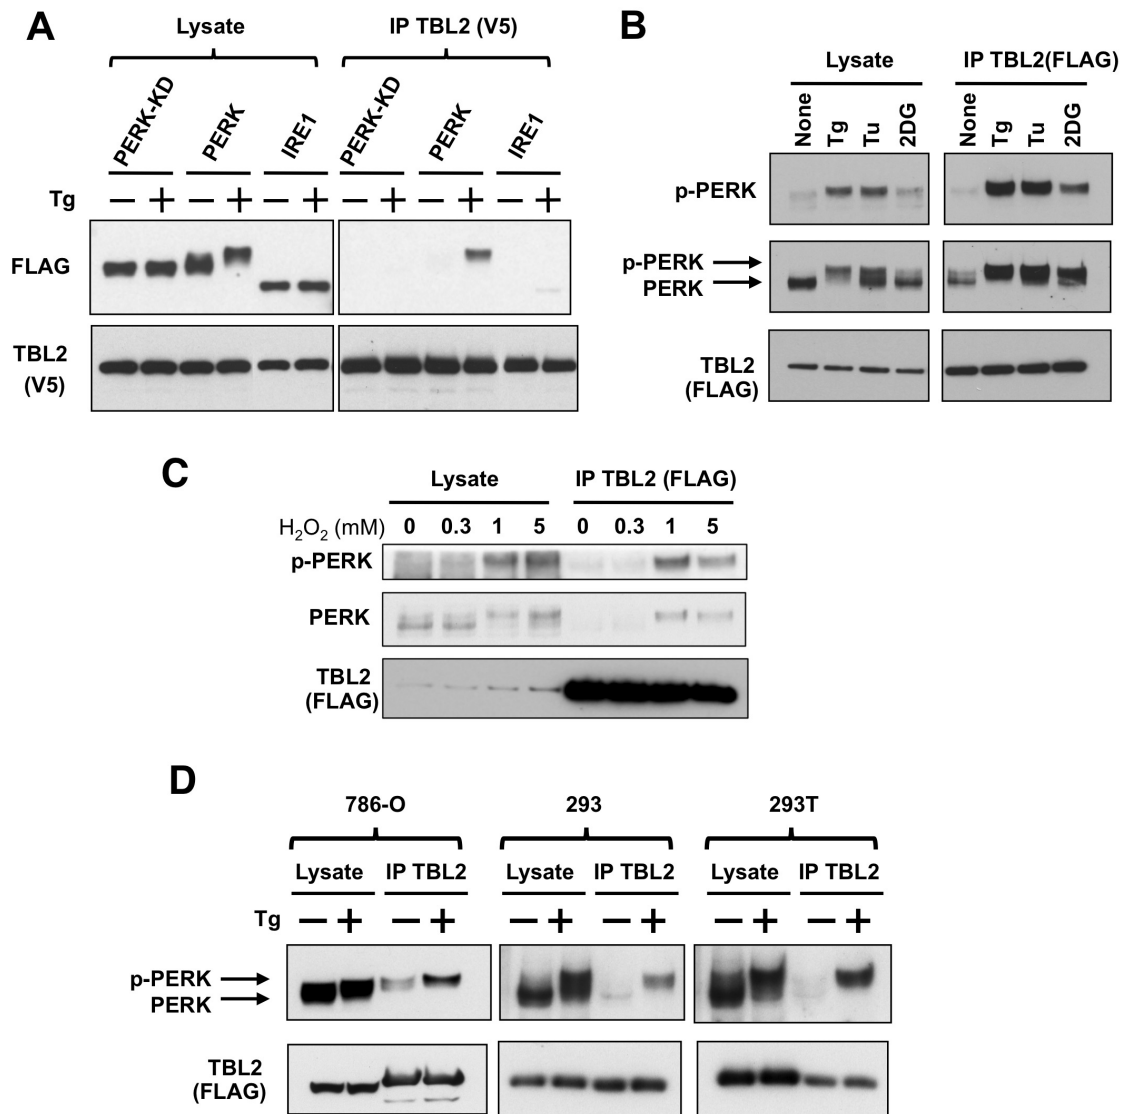 A
Lysate
IP TBL2 (V5)
PERK-KD
PERK
IRE1
PERK-KD
PERK
IRE1
Tg − + − + − + − + − + − +
FLAG
TBL2
(V5)
B
Lysate
IP TBL2(FLAG)
None Tg Tu 2DG None Tg Tu 2DG
p-PERK
p-PERK
PERK
TBL2
(FLAG)
C
Lysate
IP TBL2 (FLAG)
H₂O₂ (mM) 0 0.3 1 5 0 0.3 1 5
p-PERK
PERK
TBL2
(FLAG)
D
786-O
293
293T
Lysate IP TBL2 Lysate IP TBL2 Lysate IP TBL2
Tg − + − + − + − + − + − +
p-PERK
PERK
TBL2
(FLAG)